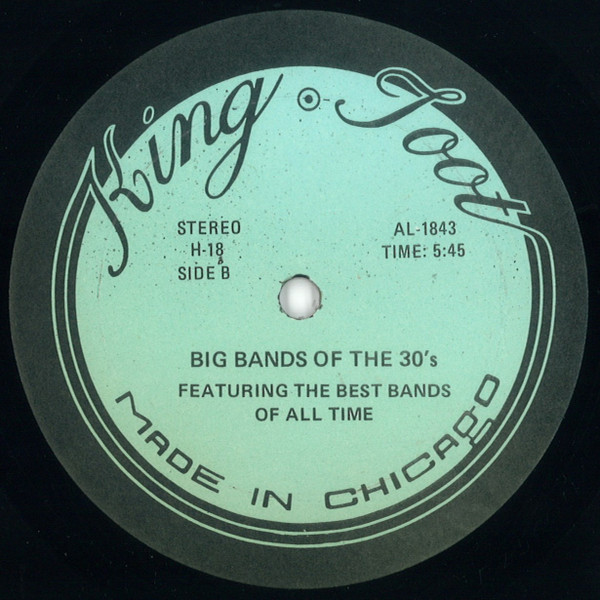 King Toot
STEREO
H-18
SIDE B
AL-1843
TIME: 5:45
BIG BANDS OF THE 30's
FEATURING THE BEST BANDS
OF ALL TIME
MADE IN CHICAGO